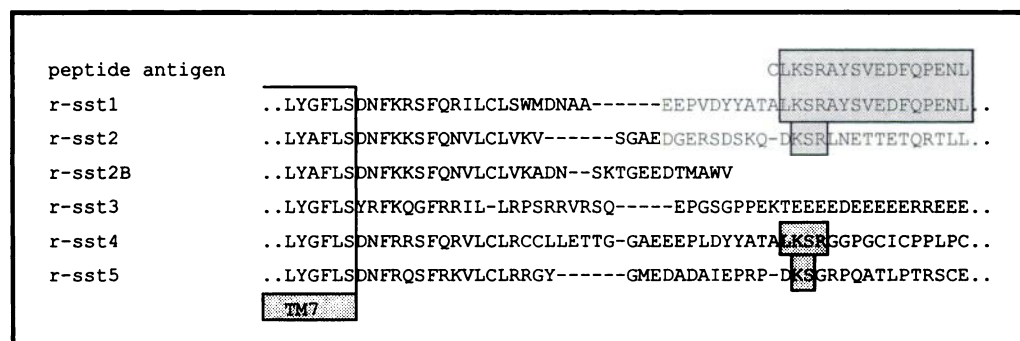 peptide antigen CLKSRAYSVEDFQPENL
r-sst1 ..LYGFLSDNFKRSFQRILCLSWMDNAA------EEPVDYYATALKSRAYSVEDFQPENL..
r-sst2 ..LYAFLSDNFKKSFQNVLCLVKV------SGAEDGERSDSKQ-DKSRLNETTETQRTLL..
r-sst2B ..LYAFLSDNFKKSFQNVLCLVKADN--SKTGEEDTMAWV
r-sst3 ..LYGFLSYRFKQGFRRIL-LRPSRRVRSQ-----EPGSGPPEKTEEEEDEEEEERREEE..
r-sst4 ..LYGFLSDNFRRSFQRVLCLRCCLLETTG-GAEEEPLDYYATALKSRGGPGCICPPLPC..
r-sst5 ..LYGFLSDNFRQSFRKVLCLRRGY------GMEDADAIEPRP-DKSGRPQATLPTRSCE..
TM7